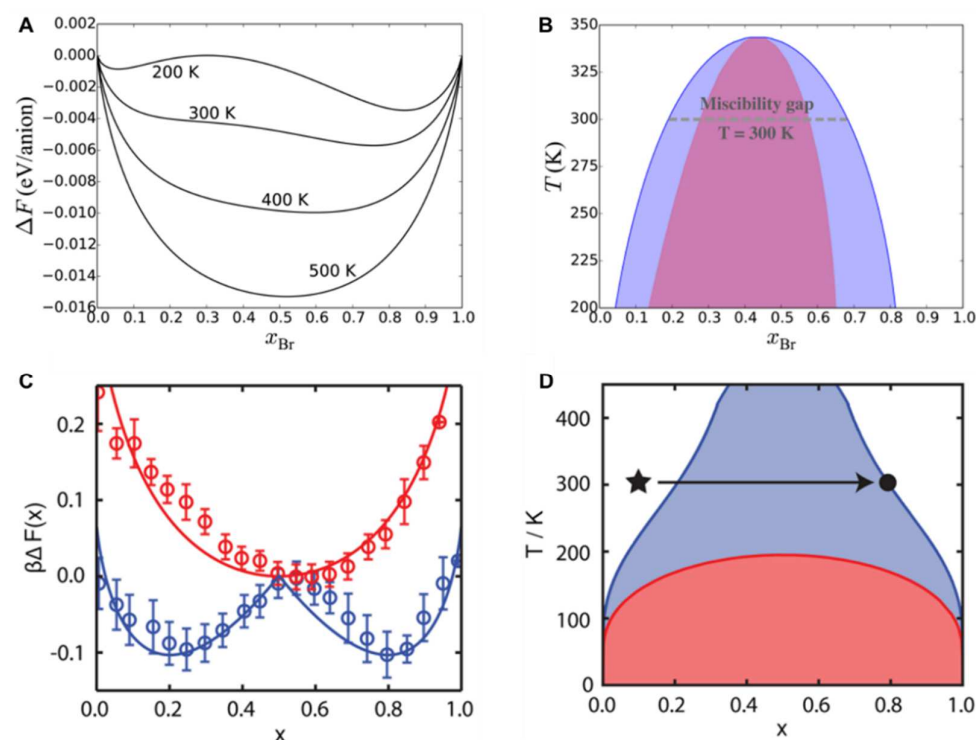 A
0.002
0.000
−0.002
−0.004
−0.006
−0.008
−0.010
−0.012
−0.014
−0.016
ΔF (eV/anion)
200 K
300 K
400 K
500 K
0.0 0.1 0.2 0.3 0.4 0.5 0.6 0.7 0.8 0.9 1.0
xBr
B
350
325
300
275
250
225
200
T (K)
Miscibility gap
T = 300 K
0.0 0.1 0.2 0.3 0.4 0.5 0.6 0.7 0.8 0.9 1.0
xBr
C
0.2
0.1
0.0
-0.1
βΔF(x)
0.0 0.2 0.4 0.6 0.8 1.0
x
D
400
300
200
100
0
T / K
0.0 0.2 0.4 0.6 0.8 1.0
x